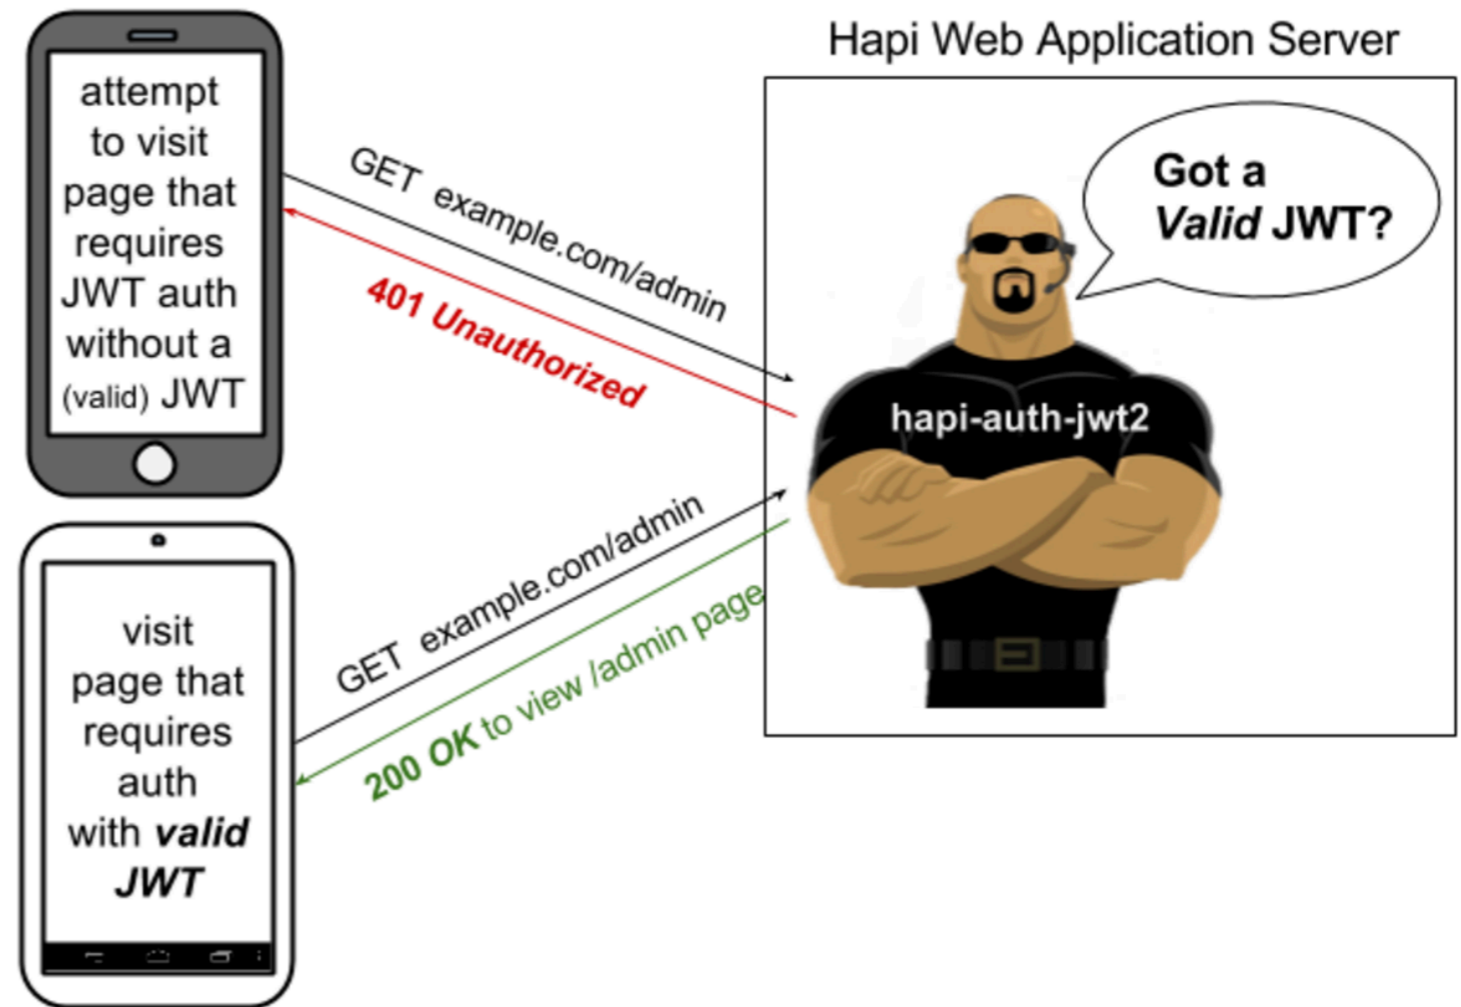 Hapi Web Application Server
attempt
to visit
page that
requires
JWT auth
without a
(valid) JWT
GET example.com/admin
401 Unauthorized
Got a
Valid JWT?
hapi-auth-jwt2
visit
page that
requires
auth
with valid
JWT
GET example.com/admin
200 OK to view /admin page